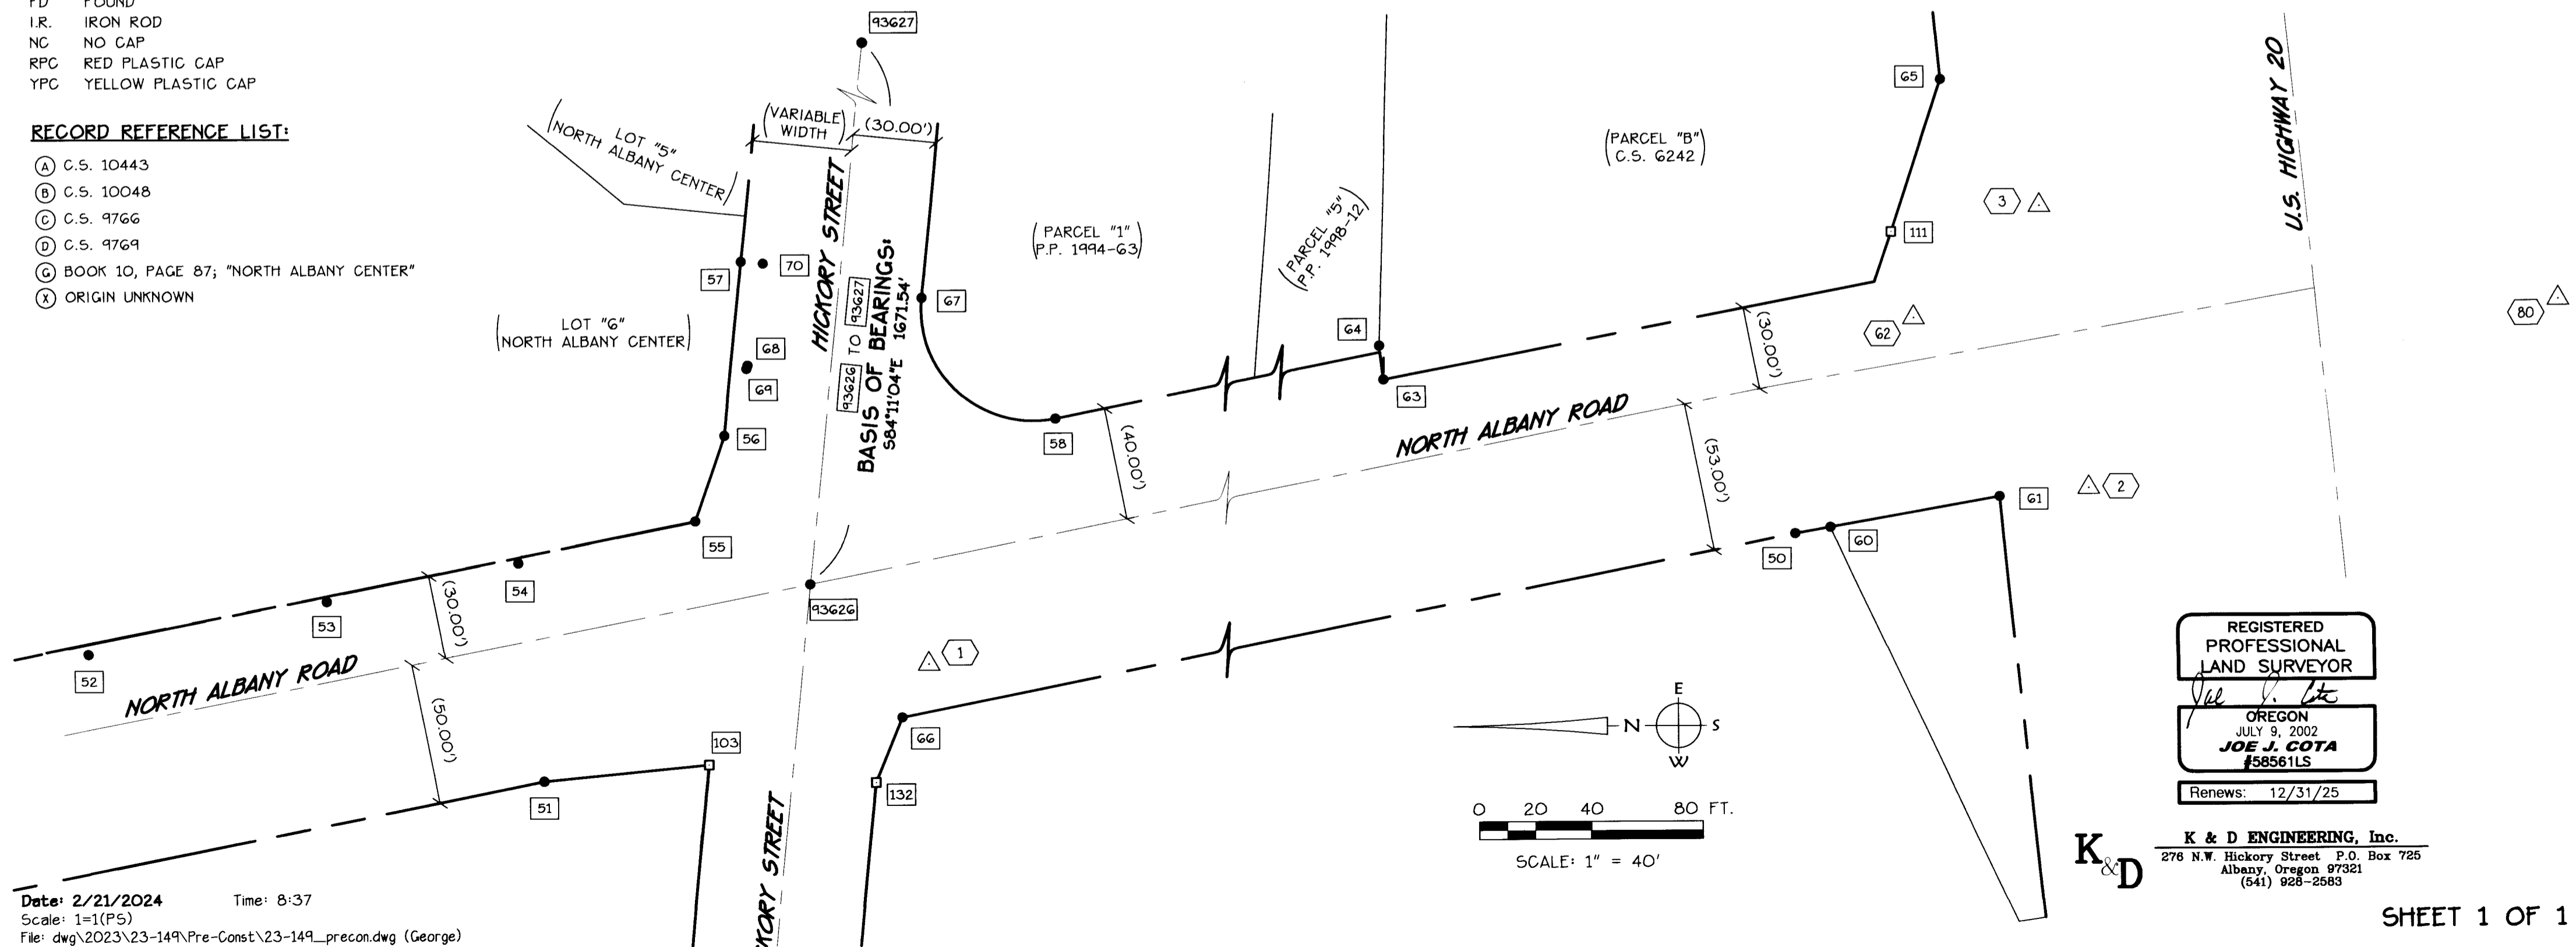 FD FOUND
I.R. IRON ROD
NC NO CAP
RPC RED PLASTIC CAP
YPC YELLOW PLASTIC CAP
RECORD REFERENCE LIST:
A C.S. 10443
B C.S. 10048
C C.S. 9766
D C.S. 9769
G BOOK 10, PAGE 87; "NORTH ALBANY CENTER"
X ORIGIN UNKNOWN
93627
(VARIABLE
WIDTH)
(30.00')
(LOT "5"
NORTH ALBANY CENTER)
57
70
(LOT "6"
NORTH ALBANY CENTER)
68
69
56
55
54
53
52
HICKORY STREET
93626 TO 93627
BASIS OF BEARINGS:
S84°11'04"E 1671.54'
67
(PARCEL "1"
P.P. 1994-63)
(PARCEL "5"
P.P. 1998-12)
64
63
58
(PARCEL "B"
C.S. 6242)
65
111
3
62
80
U.S. HIGHWAY 20
(30.00')
(40.00')
NORTH ALBANY ROAD
(53.00')
50
60
61
2
93626
(30.00')
NORTH ALBANY ROAD
(50.00')
1
66
103
51
132
KORY STREET
E
N
S
W
0 20 40 80 FT.
SCALE: 1" = 40'
REGISTERED
PROFESSIONAL
LAND SURVEYOR
Joe J. Cota
OREGON
JULY 9, 2002
JOE J. COTA
#58561LS
Renews: 12/31/25
K&D
K & D ENGINEERING, Inc.
276 N.W. Hickory Street P.O. Box 725
Albany, Oregon 97321
(541) 928-2583
Date: 2/21/2024 Time: 8:37
Scale: 1=1(PS)
File: dwg\2023\23-149\Pre-Const\23-149_precon.dwg (George)
SHEET 1 OF 1